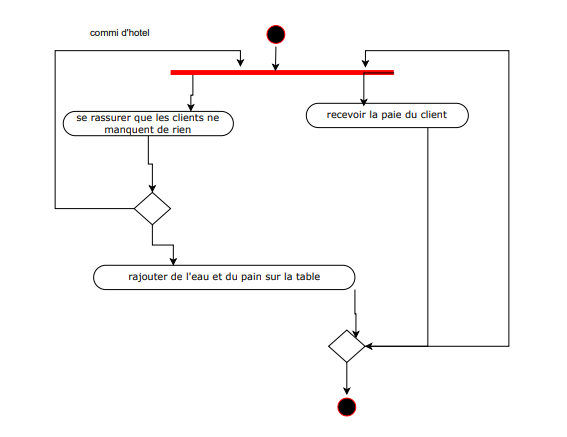 commi d'hotel
se rassurer que les clients ne
manquent de rien
recevoir la paie du client
rajouter de l'eau et du pain sur la table